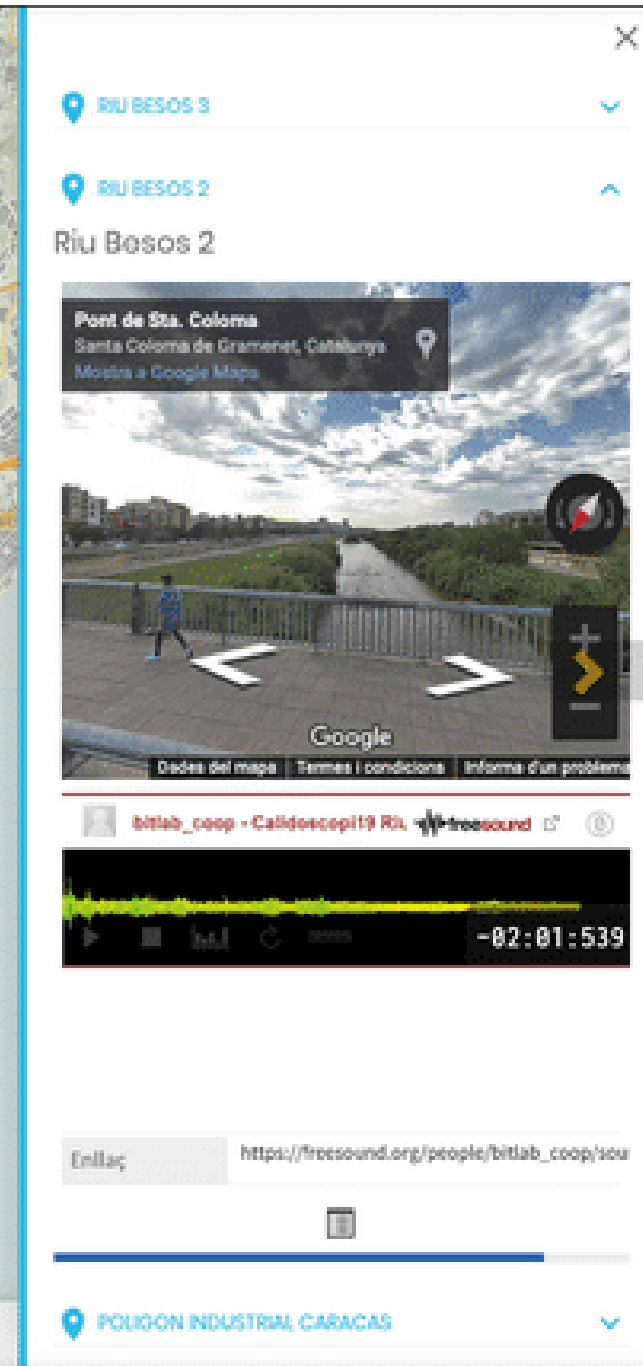 RIU BESOS 3
RIU BESOS 2
Riu Besos 2
Pont de Sta. Coloma
Santa Coloma de Gramenet, Catalunya
Mostra a Google Maps
Google
Dades del mapa Termes i condicions Informa d'un problema
bitlab_coop - Calidoscopi19 Riu freesound
-02:01:539
Enllaç https://freesound.org/people/bitlab_coop/sou
POLIGON INDUSTRIAL CARACAS